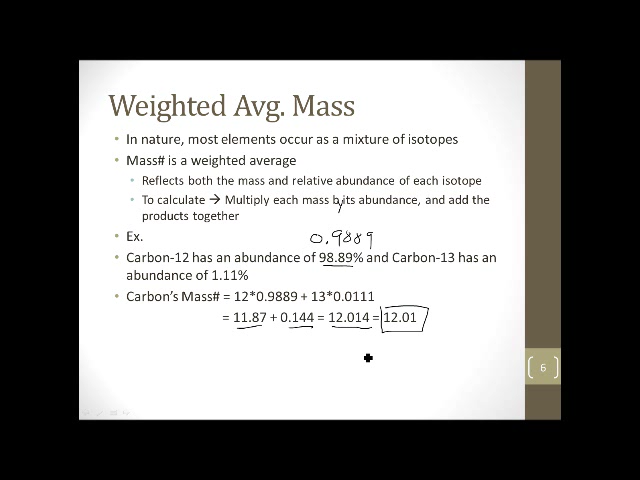 Weighted Avg. Mass
• In nature, most elements occur as a mixture of isotopes
• Mass# is a weighted average
• Reflects both the mass and relative abundance of each isotope
• To calculate → Multiply each mass by its abundance, and add the
products together
• Ex.
0.9889
• Carbon-12 has an abundance of 98.89% and Carbon-13 has an
abundance of 1.11%
• Carbon's Mass# = 12*0.9889 + 13*0.0111
= 11.87 + 0.144 = 12.014 = 12.01
6